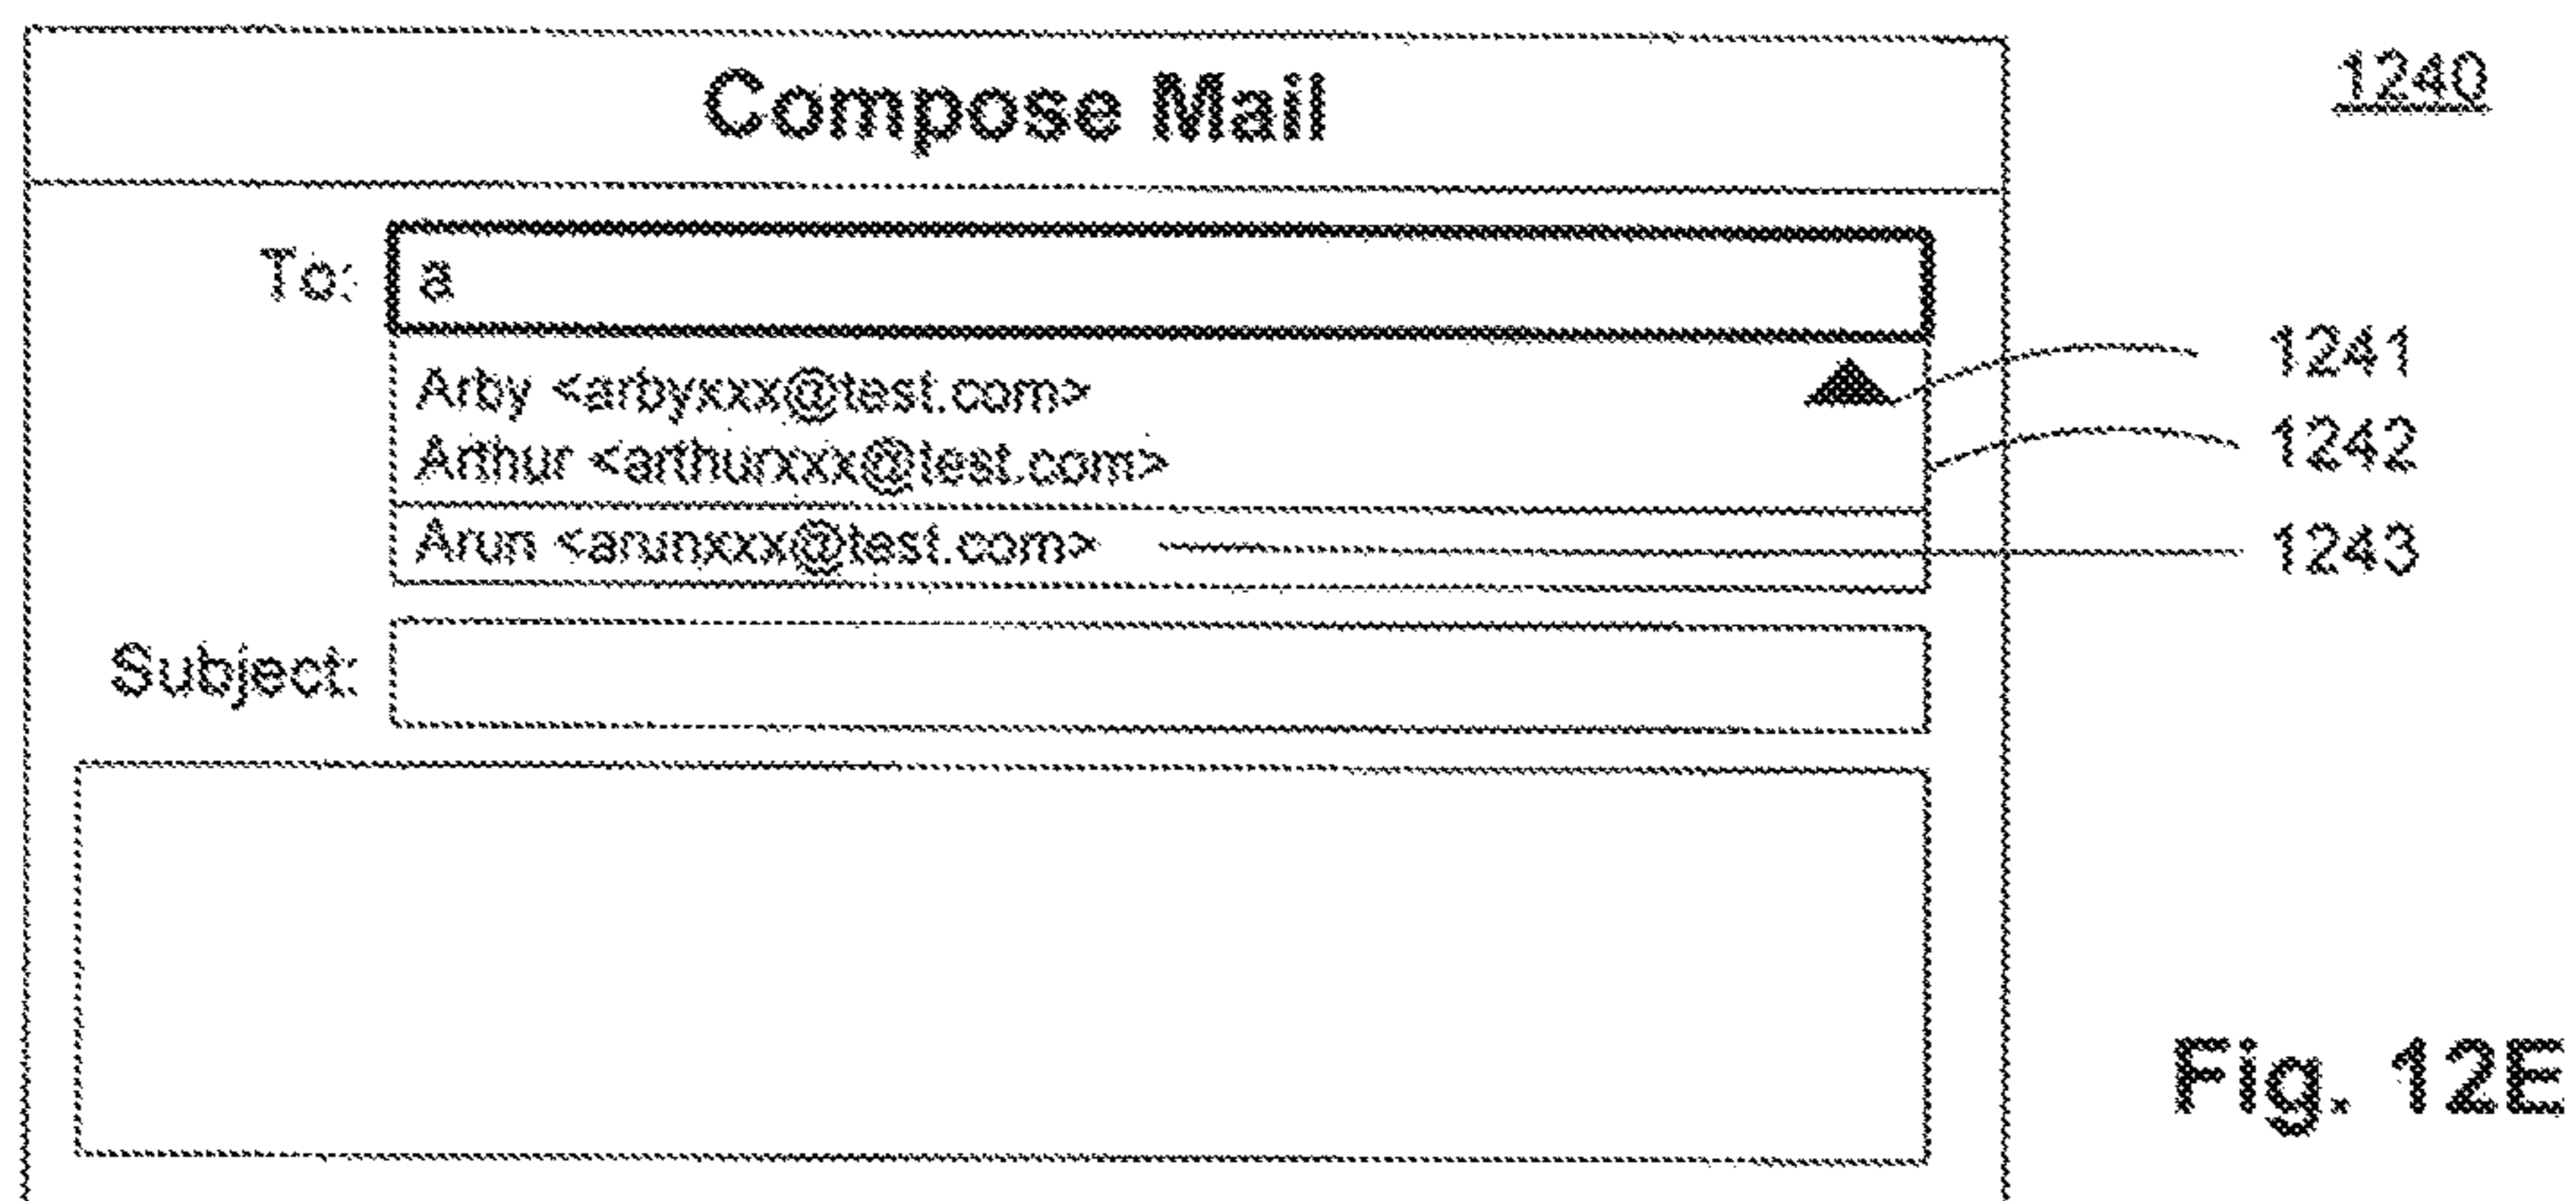 Compose Mail
1240
To: a
Arby <arbyxxx@test.com>
1241
Arthur <arthurxxx@test.com>
1242
Arun <arunxxx@test.com>
1243
Subject:
Fig. 12E